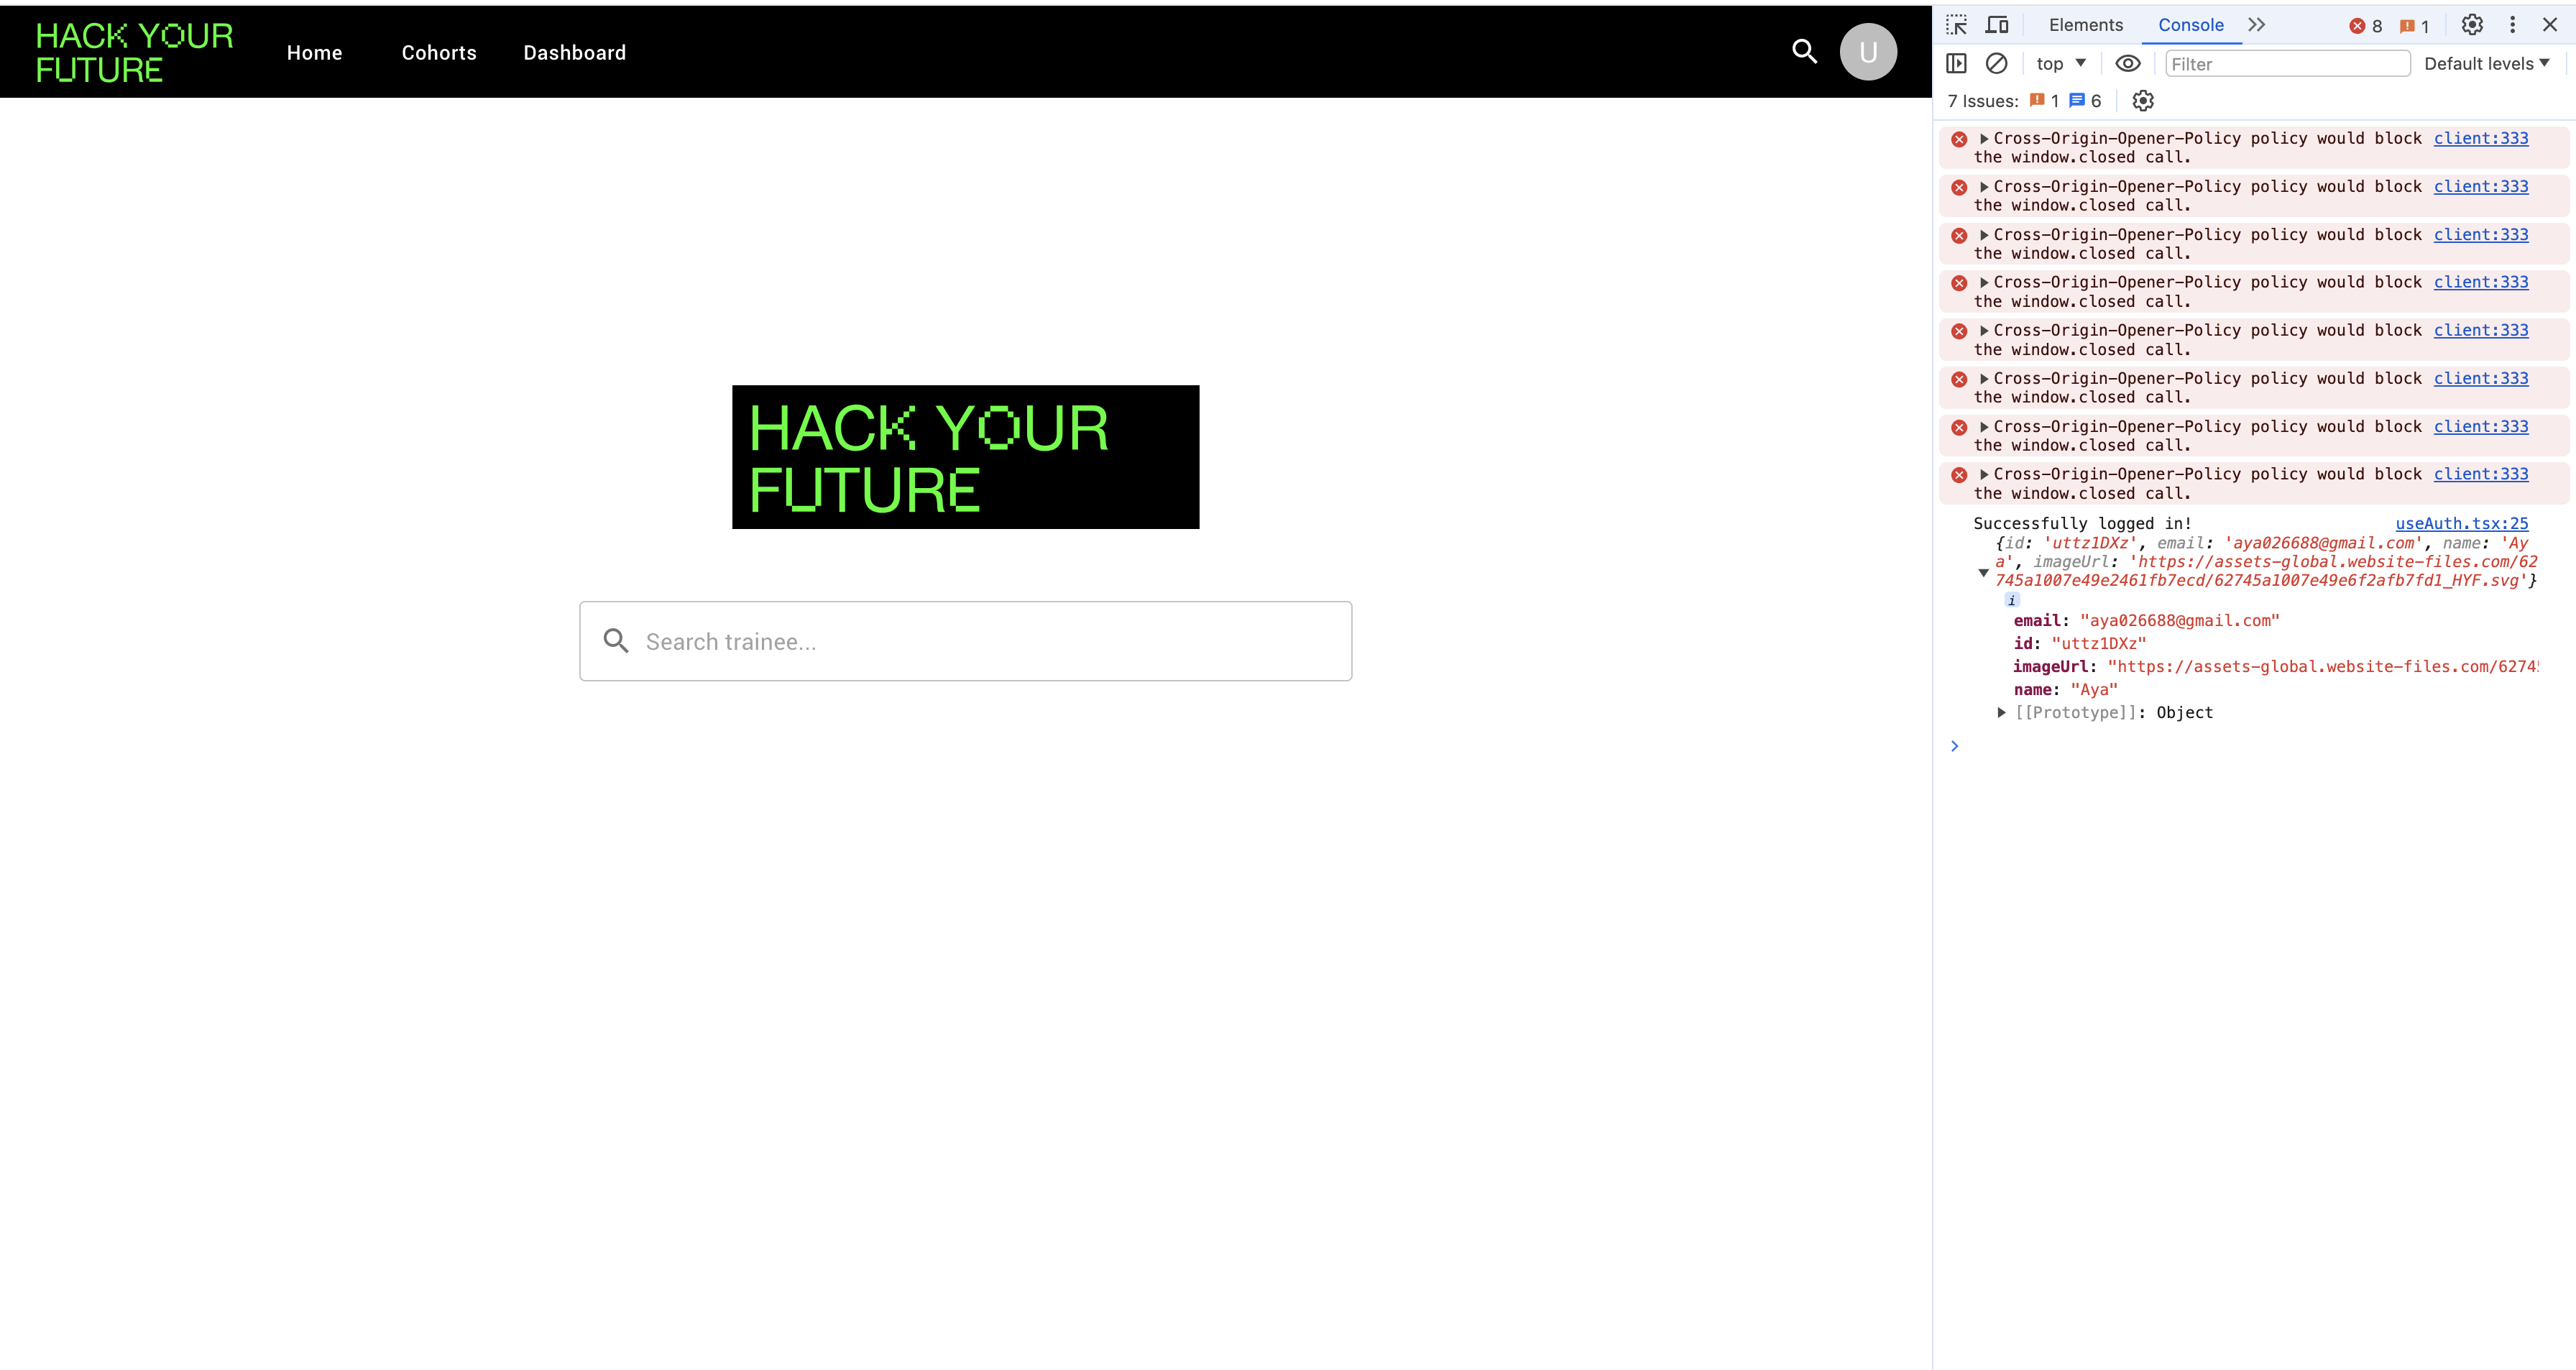 HACK YOUR
FUTURE
Home Cohorts Dashboard
U
HACK YOUR
FUTURE
Search trainee...
Elements Console 8 1
top Filter Default levels
7 Issues: 1 6
Cross-Origin-Opener-Policy policy would block client:333
the window.closed call.
Cross-Origin-Opener-Policy policy would block client:333
the window.closed call.
Cross-Origin-Opener-Policy policy would block client:333
the window.closed call.
Cross-Origin-Opener-Policy policy would block client:333
the window.closed call.
Cross-Origin-Opener-Policy policy would block client:333
the window.closed call.
Cross-Origin-Opener-Policy policy would block client:333
the window.closed call.
Cross-Origin-Opener-Policy policy would block client:333
the window.closed call.
Cross-Origin-Opener-Policy policy would block client:333
the window.closed call.
Successfully logged in! useAuth.tsx:25
{id: 'uttz1DXz', email: 'aya026688@gmail.com', name: 'Ay
a', imageUrl: 'https://assets-global.website-files.com/62
745a1007e49e2461fb7ecd/62745a1007e49e6f2afb7fd1_HYF.svg'}
i
email: "aya026688@gmail.com"
id: "uttz1DXz"
imageUrl: "https://assets-global.website-files.com/6274
name: "Aya"
[[Prototype]]: Object